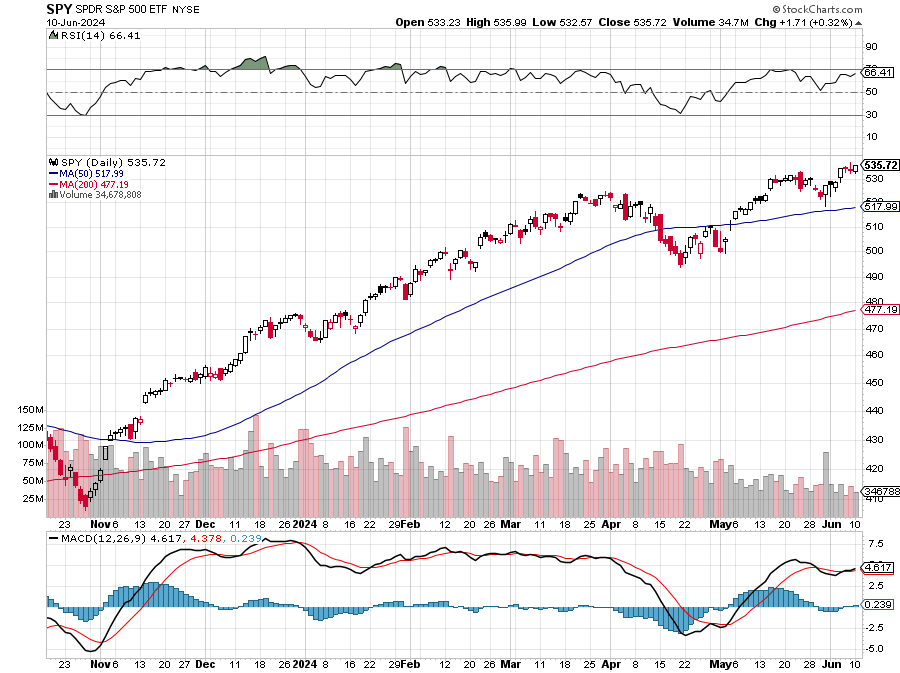 SPY SPDR S&P 500 ETF NYSE © StockCharts.com
10-Jun-2024 Open 533.23 High 535.99 Low 532.57 Close 535.72 Volume 34.7M Chg +1.71 (+0.32%)
RSI(14) 66.41
90
70
66.41
50
30
10
SPY (Daily) 535.72
MA(50) 517.99
MA(200) 477.19
Volume 34,678,808
535.72
530
520
517.99
510
500
490
480
477.19
470
460
450
440
430
420
410
346788
150M
125M
100M
75M
50M
25M
23 Nov 6 13 20 27 Dec 11 18 26 2024 8 16 22 29 Feb 12 20 26 Mar 11 18 25 Apr 8 15 22 May 6 13 20 28 Jun 10
MACD(12,26,9) 4.617, 4.378, 0.239
7.5
4.617
2.5
0.239
-2.5
-5.0
23 Nov 6 13 20 27 Dec 11 18 26 2024 8 16 22 29 Feb 12 20 26 Mar 11 18 25 Apr 8 15 22 May 6 13 20 28 Jun 10